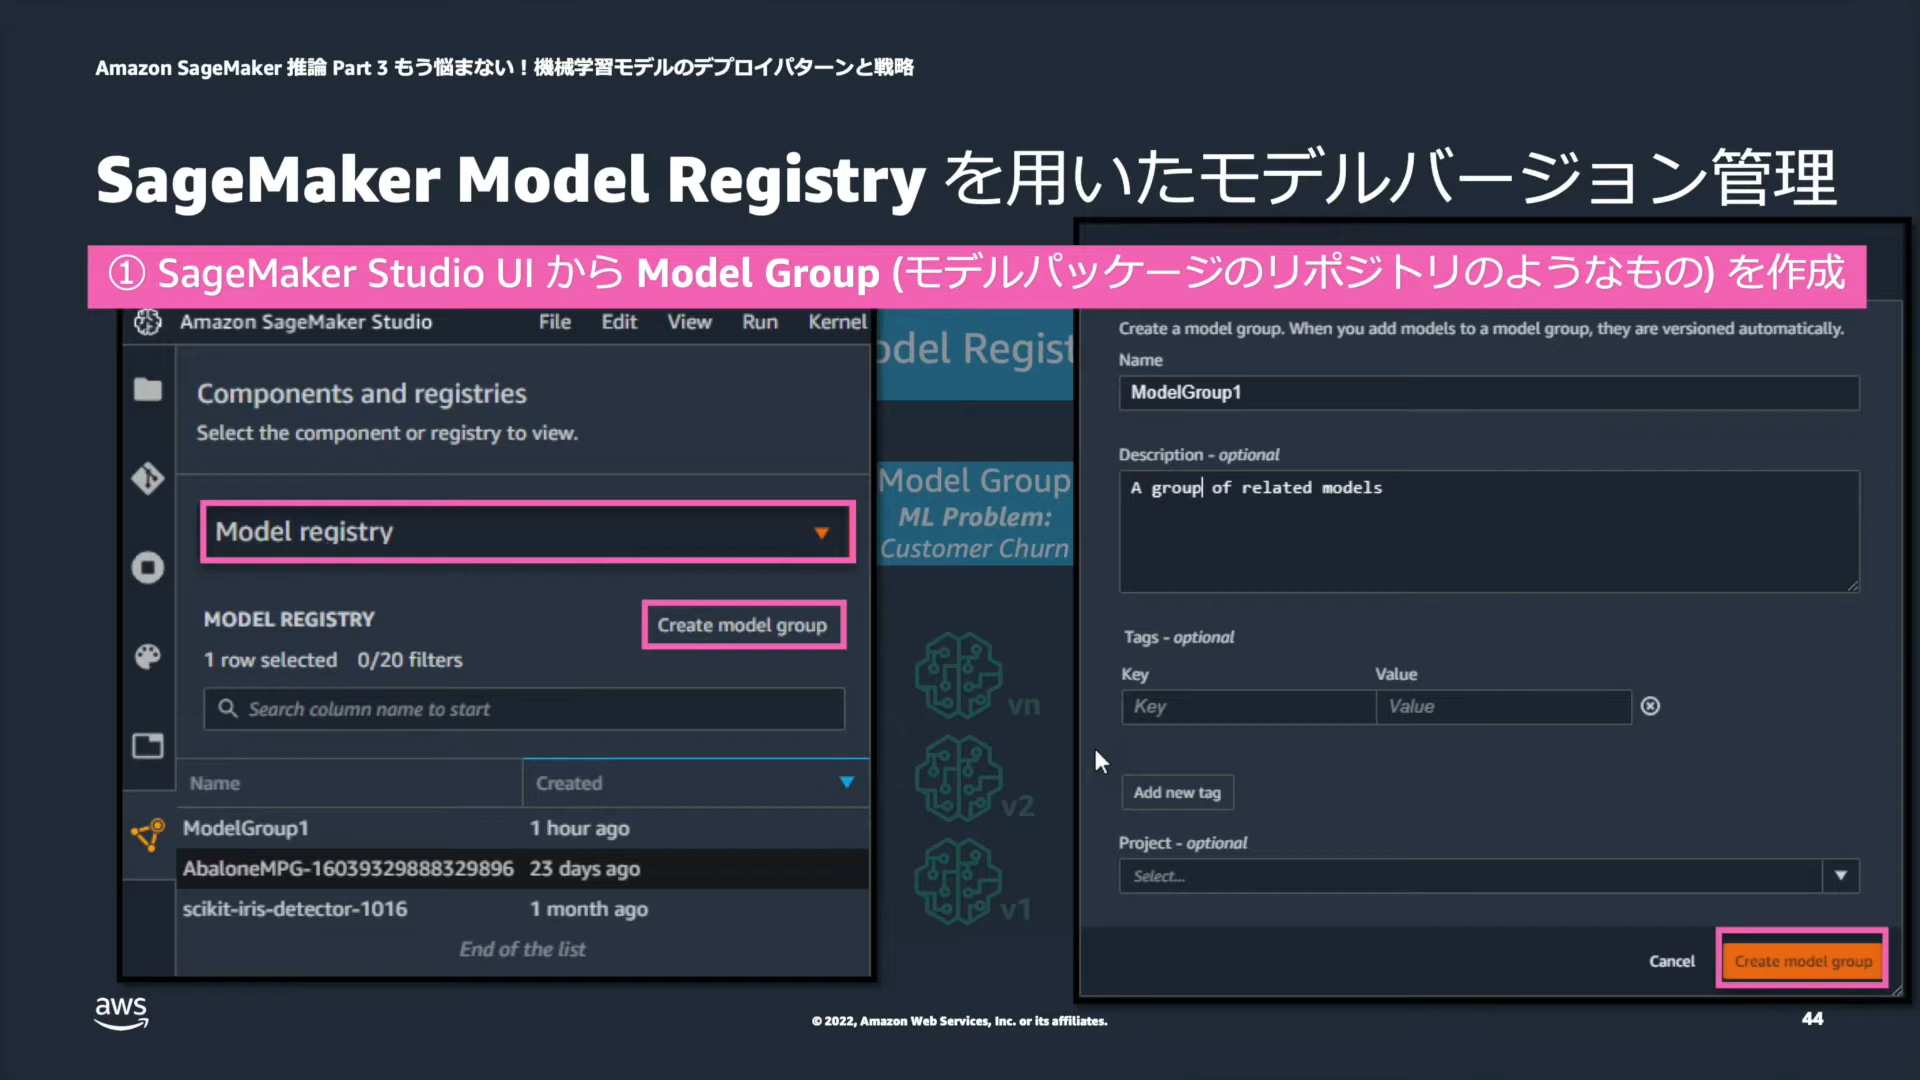 Amazon SageMaker 推論 Part 3 もう悩まない！機械学習モデルのデプロイパターンと戦略
SageMaker Model Registry を用いたモデルバージョン管理
① SageMaker Studio UI から Model Group (モデルパッケージのリポジトリのようなもの) を作成
Amazon SageMaker Studio File Edit View Run Kernel
Components and registries
Select the component or registry to view.
Model registry
MODEL REGISTRY
Create model group
1 row selected 0/20 filters
Search column name to start
Name Created
ModelGroup1 1 hour ago
AbaloneMPG-16039329888329896 23 days ago
scikit-iris-detector-1016 1 month ago
End of the list
odel Regist
Model Group
ML Problem:
Customer Churn
vn
v2
v1
Create a model group. When you add models to a model group, they are versioned automatically.
Name
ModelGroup1
Description - optional
A group of related models
Tags - optional
Key Value
Key Value
Add new tag
Project - optional
Select...
Cancel Create model group
aws
© 2022, Amazon Web Services, Inc. or its affiliates.
44